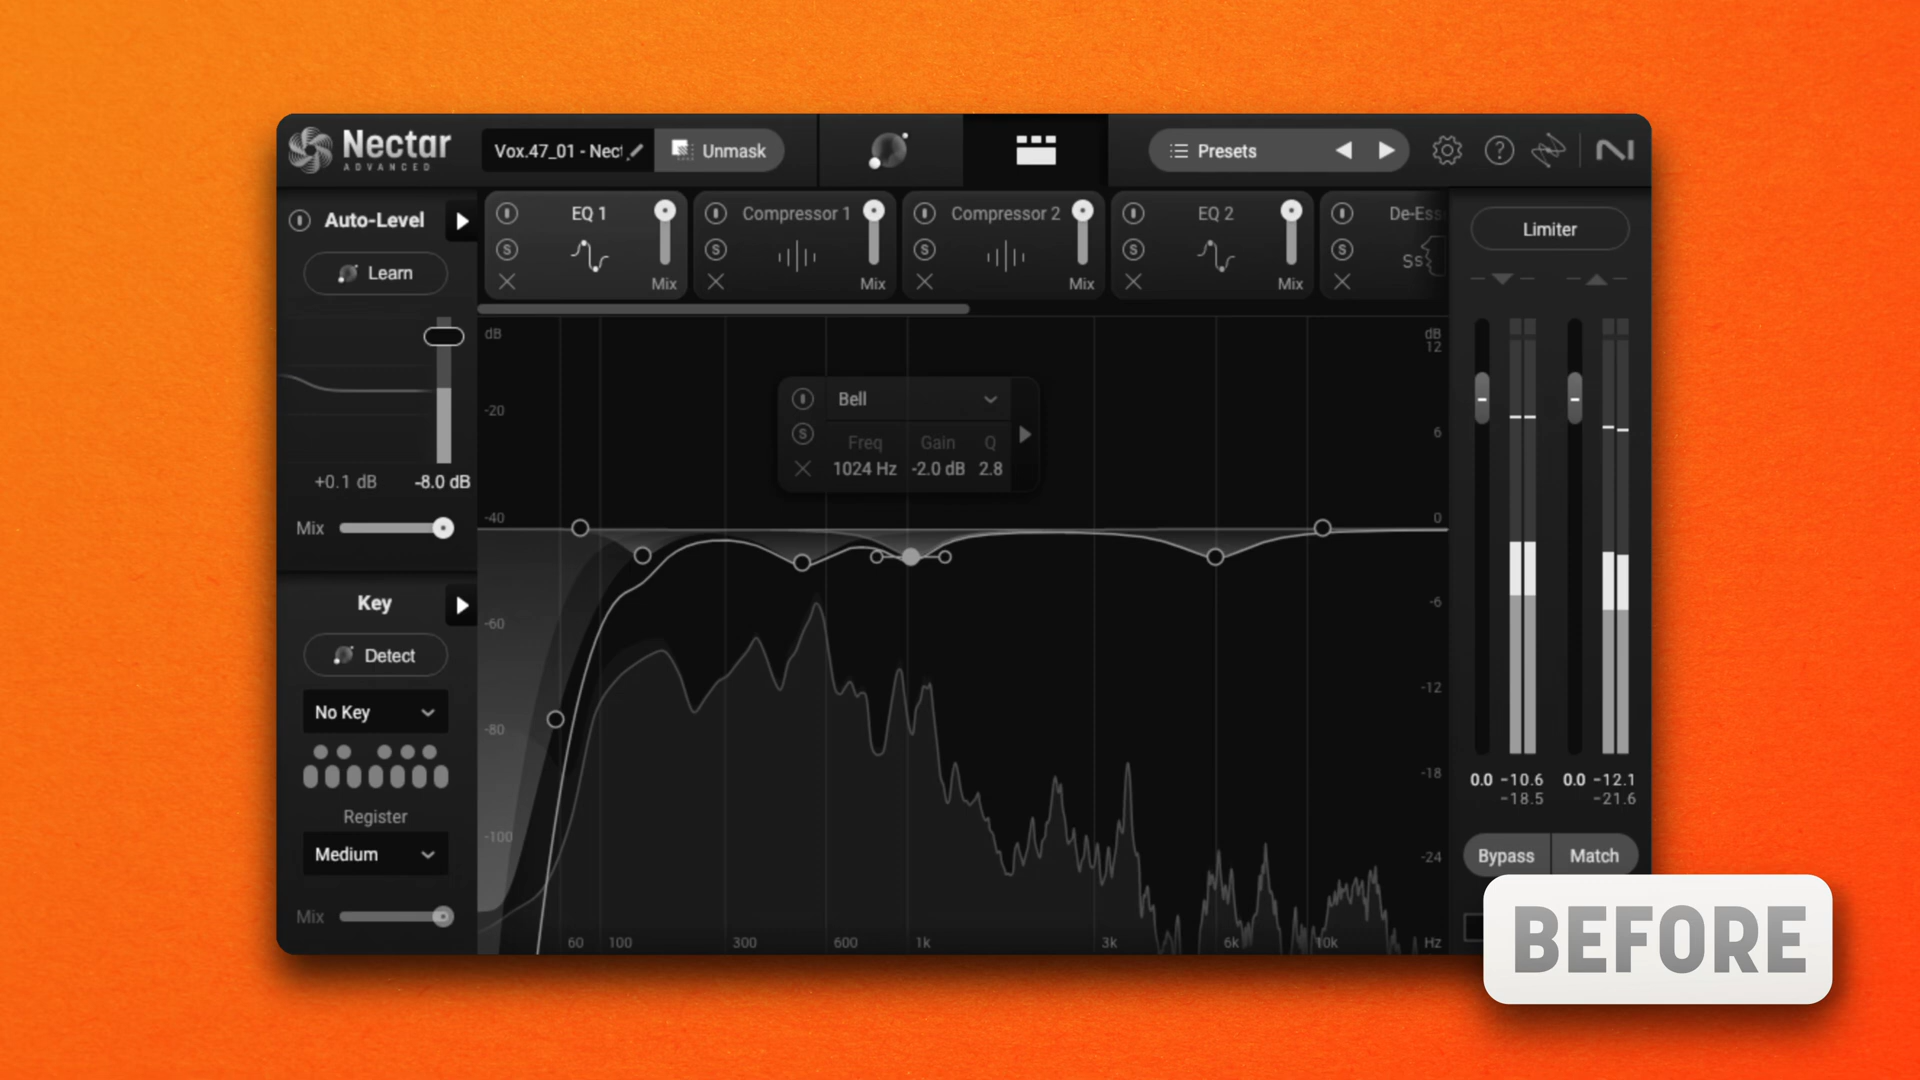 Nectar
ADVANCED
Vox.47_01 - Nect
Unmask
Presets
Auto-Level
Learn
+0.1 dB
-8.0 dB
Mix
Key
Detect
No Key
Register
Medium
Mix
EQ 1
S
Mix
Compressor 1
S
Mix
Compressor 2
S
Mix
EQ 2
S
Mix
De-Ess
S
Ss
dB
-20
-40
-60
-80
-100
Bell
S
Freq Gain Q
1024 Hz -2.0 dB 2.8
dB
12
6
0
-6
-12
-18
-24
60 100 300 600 1k 3k 6k 10k Hz
Limiter
0.0 -10.6 0.0 -12.1
-18.5 -21.6
Bypass Match
BEFORE